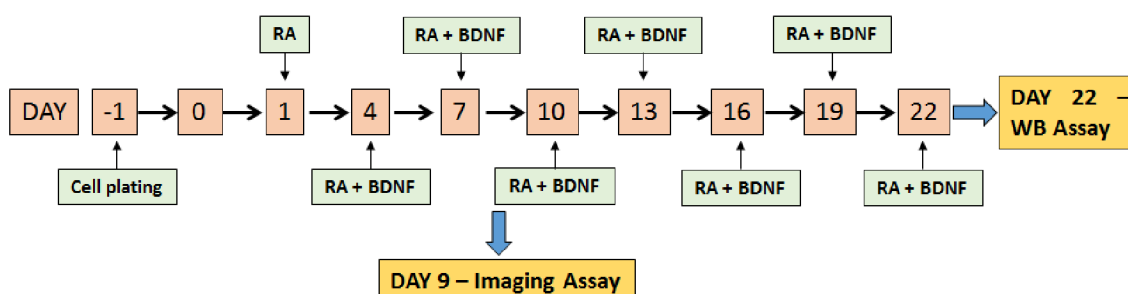 RA
RA + BDNF
RA + BDNF
RA + BDNF
DAY -1 0 1 4 7 10 13 16 19 22
DAY 22 –
WB Assay
Cell plating
RA + BDNF
RA + BDNF
RA + BDNF
RA + BDNF
DAY 9 – Imaging Assay